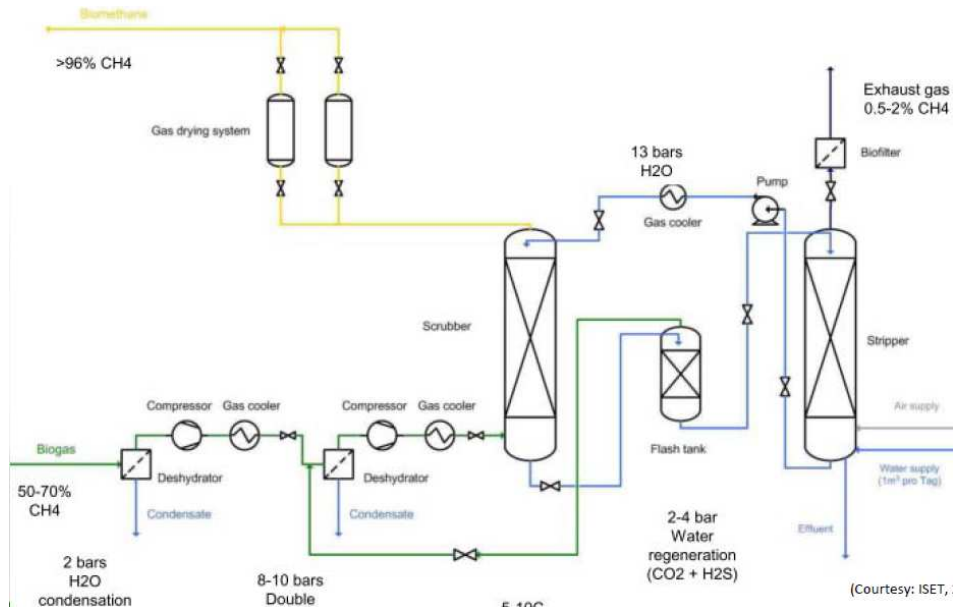 Biomethane
>96% CH4
Gas drying system
Exhaust gas
0.5-2% CH4
Biofilter
13 bars
H2O
Pump
Gas cooler
Scrubber
Stripper
Compressor
Gas cooler
Compressor
Gas cooler
Air supply
Biogas
Deshydrator
Deshydrator
Flash tank
Water supply
(1m³ pro Tag)
50-70%
CH4
Condensate
Condensate
Effluent
2 bars
H2O
condensation
8-10 bars
Double
2-4 bar
Water
regeneration
(CO2 + H2S)
(Courtesy: ISET,